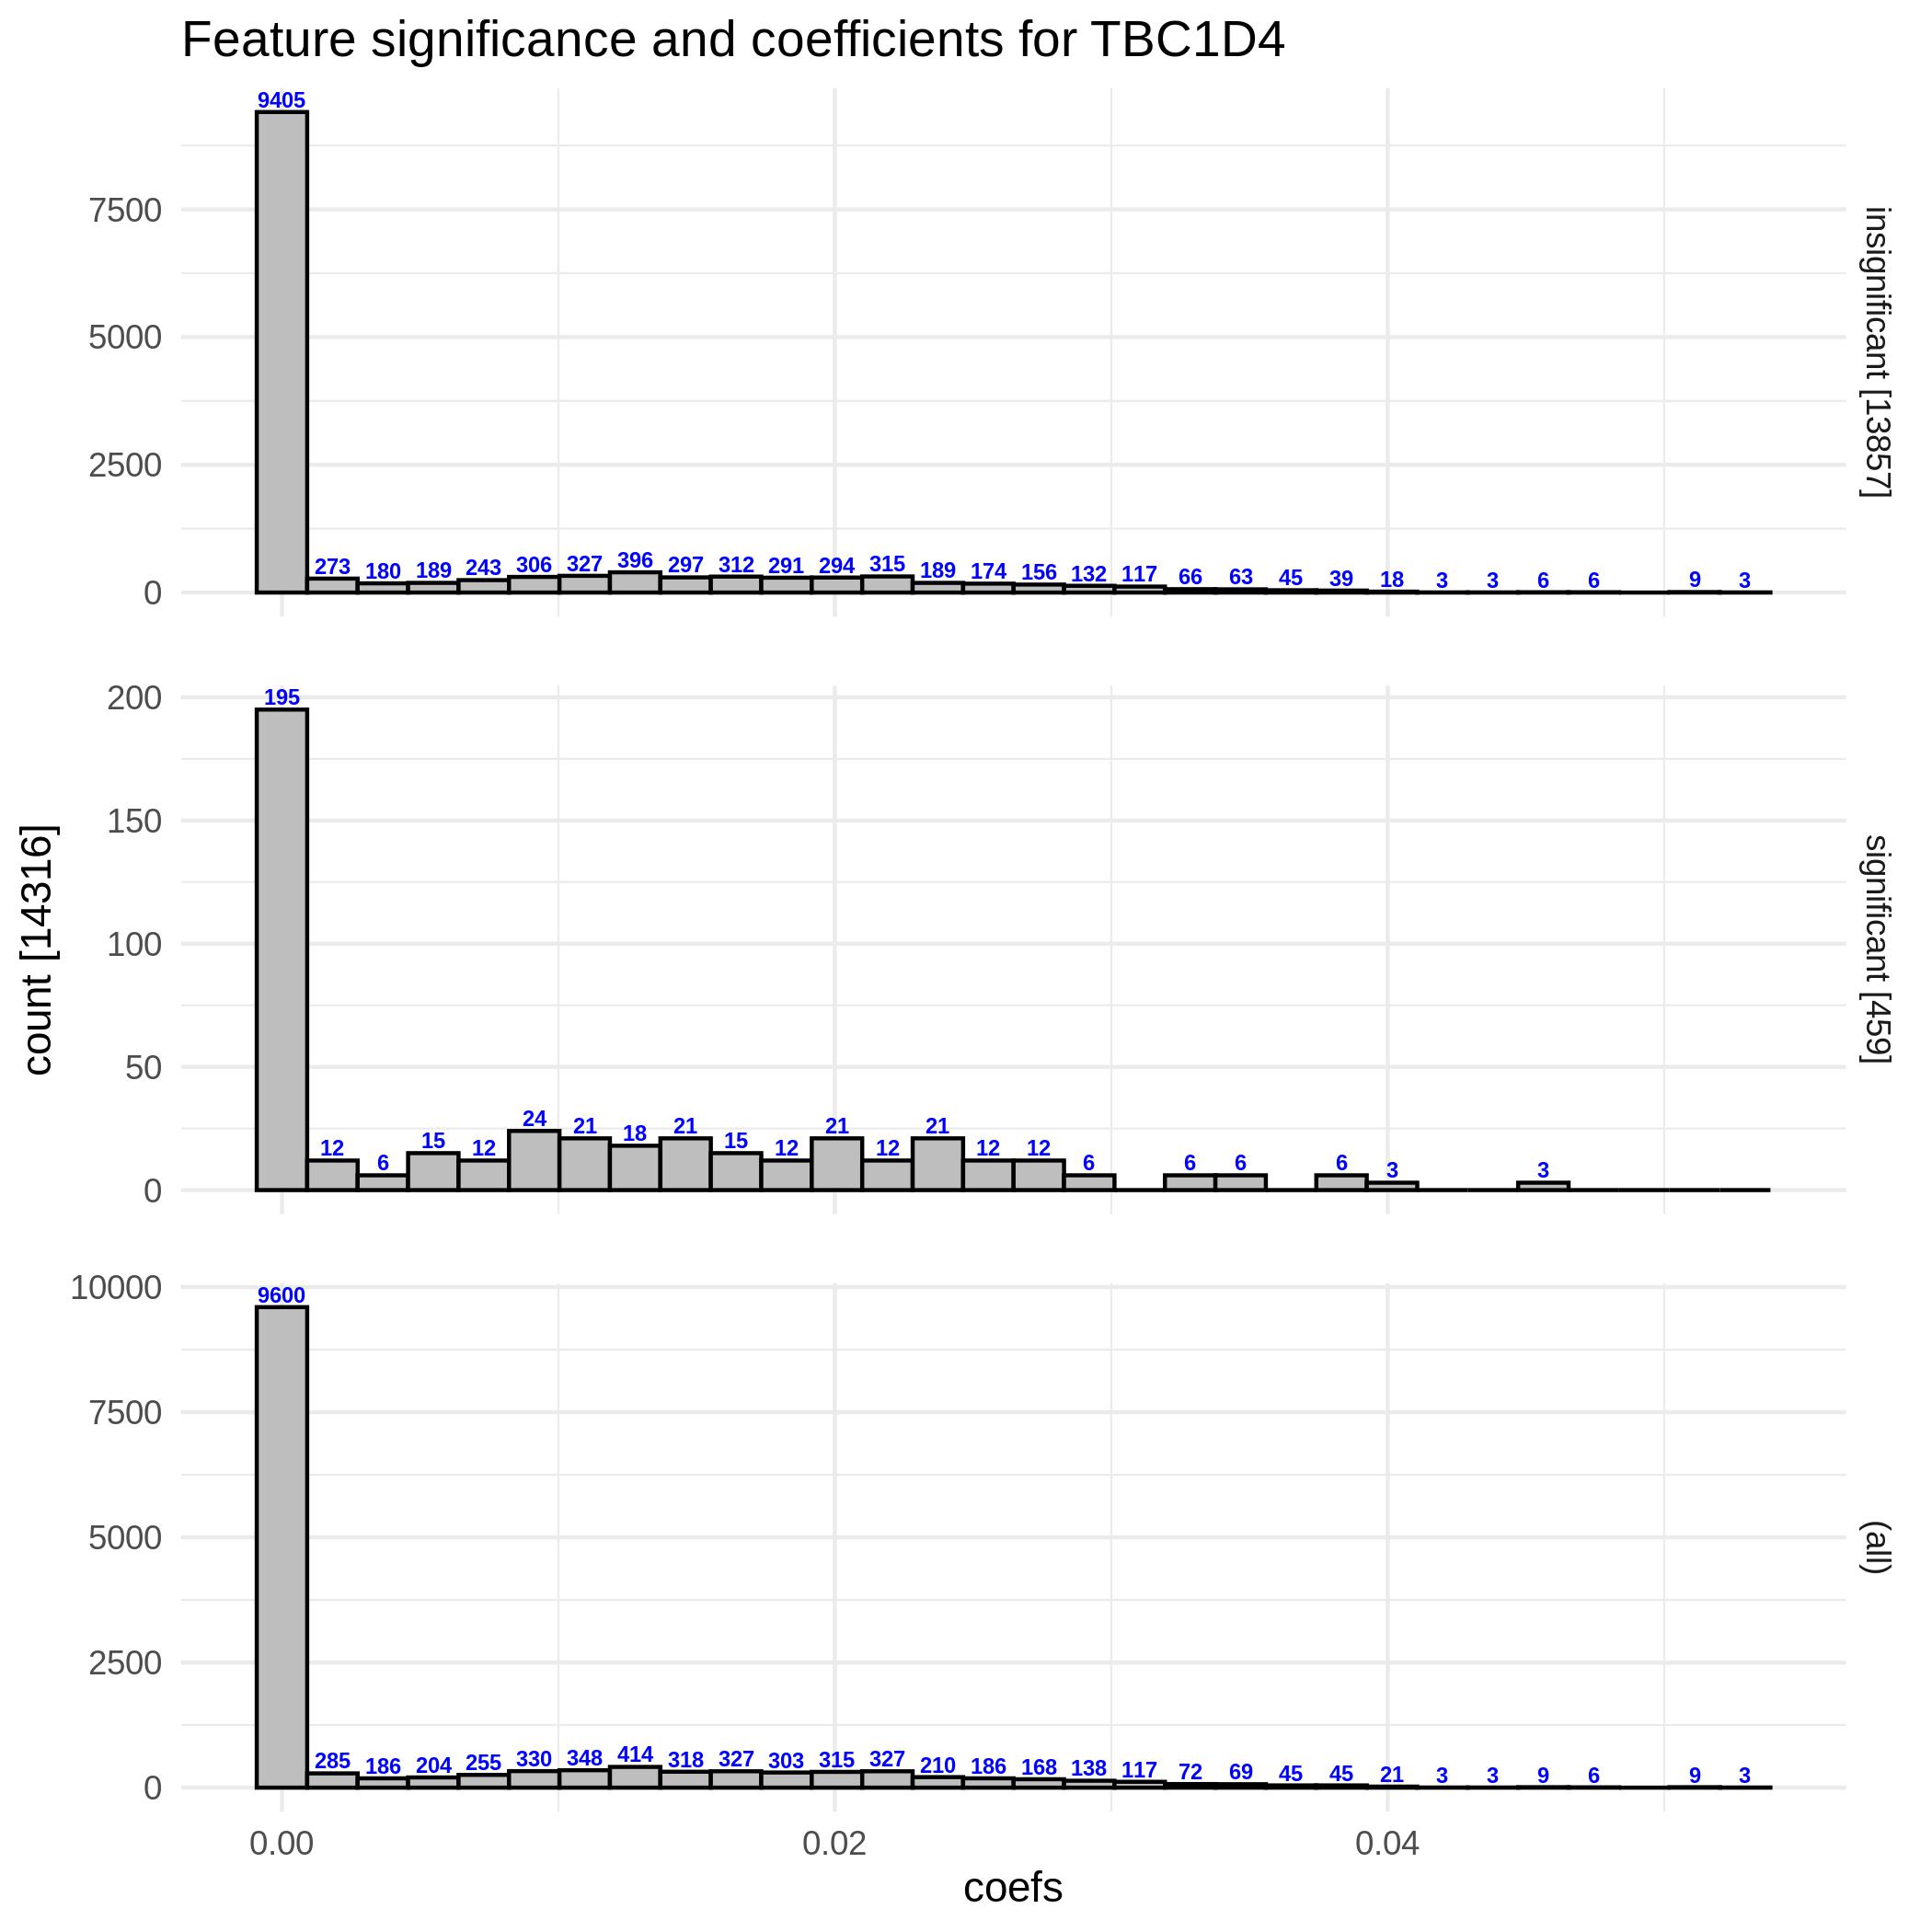 Feature significance and coefficients for TBC1D4
count [14316]
insignificant [13857]
7500
5000
2500
0
9405
273 180 189 243 306 327 396 297 312 291 294 315 189 174 156 132 117 66 63 45 39 18 3 3 6 6 9 3
significant [459]
200
150
100
50
0
195
12 6 15 12 24 21 18 21 15 12 21 12 21 12 12 6 6 6 6 3 3
(all)
10000
7500
5000
2500
0
9600
285 186 204 255 330 348 414 318 327 303 315 327 210 186 168 138 117 72 69 45 45 21 3 3 9 6 9 3
0.00 0.02 0.04
coefs